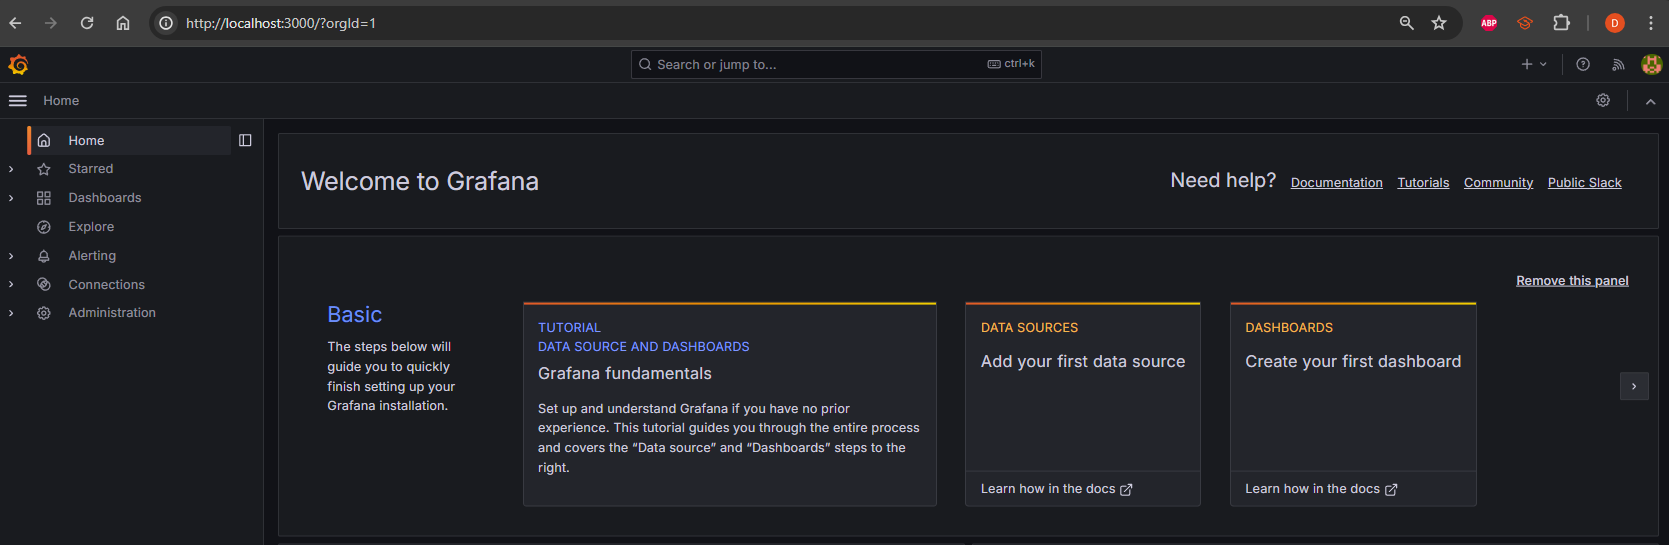 http://localhost:3000/?orgId=1
ABP
D
Search or jump to...
ctrl+k
Home
Home
Starred
Dashboards
Explore
Alerting
Connections
Administration
Welcome to Grafana
Need help?
Documentation
Tutorials
Community
Public Slack
Remove this panel
Basic
The steps below will
guide you to quickly
finish setting up your
Grafana installation.
TUTORIAL
DATA SOURCE AND DASHBOARDS
Grafana fundamentals
Set up and understand Grafana if you have no prior
experience. This tutorial guides you through the entire process
and covers the “Data source” and “Dashboards” steps to the
right.
DATA SOURCES
Add your first data source
Learn how in the docs
DASHBOARDS
Create your first dashboard
Learn how in the docs